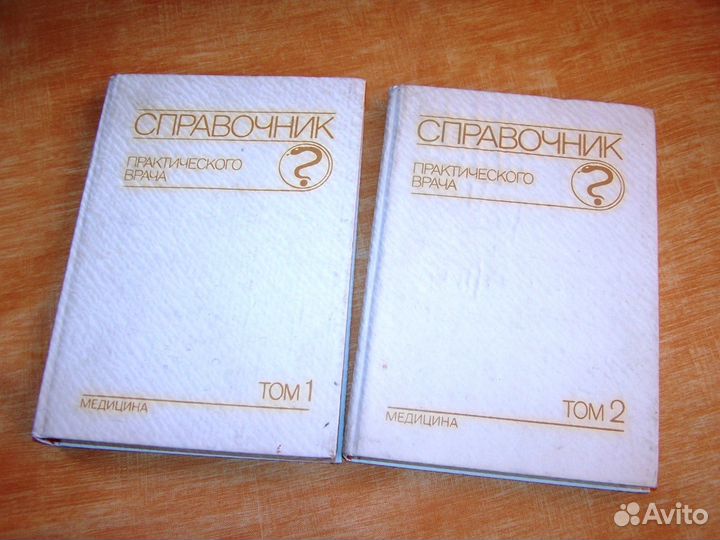 СПРАВОЧНИК
ПРАКТИЧЕСКОГО
ВРАЧА
МЕДИЦИНА
ТОМ 1
СПРАВОЧНИК
ПРАКТИЧЕСКОГО
ВРАЧА
МЕДИЦИНА
ТОМ 2
Avito